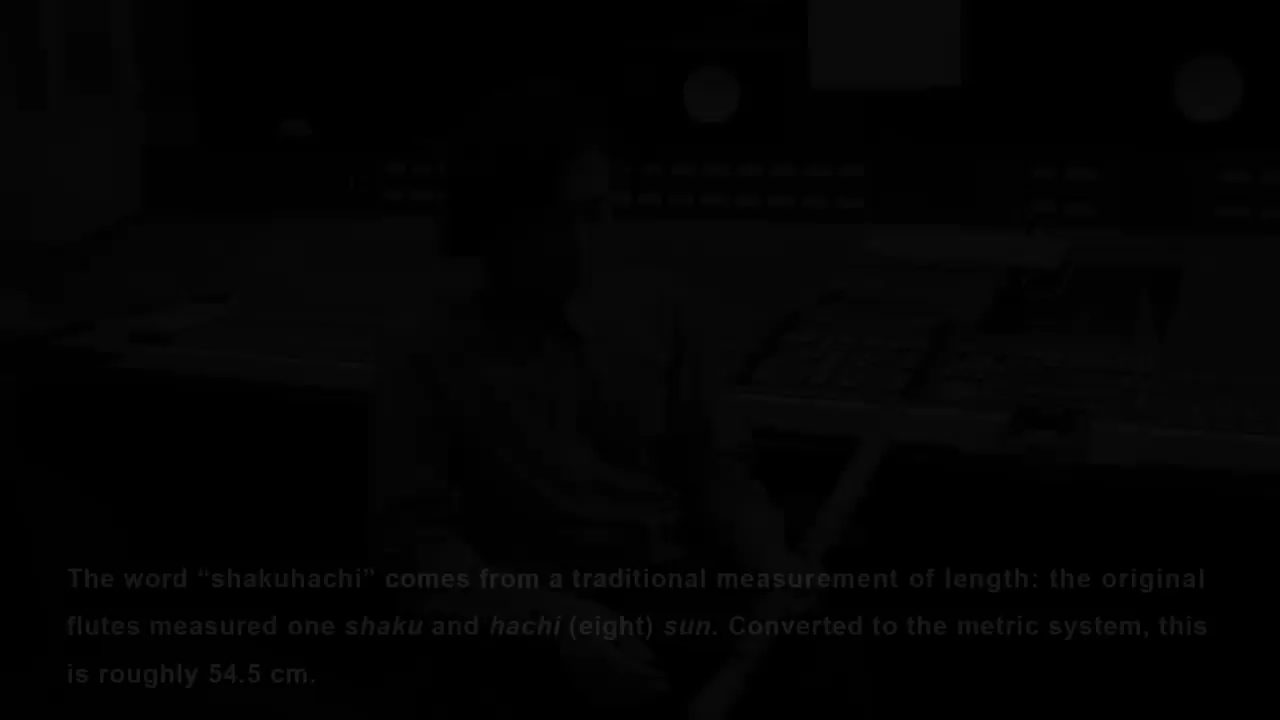 The word “shakuhachi” comes from a traditional measurement of length: the original
flutes measured one shaku and hachi (eight) sun. Converted to the metric system, this
is roughly 54.5 cm.